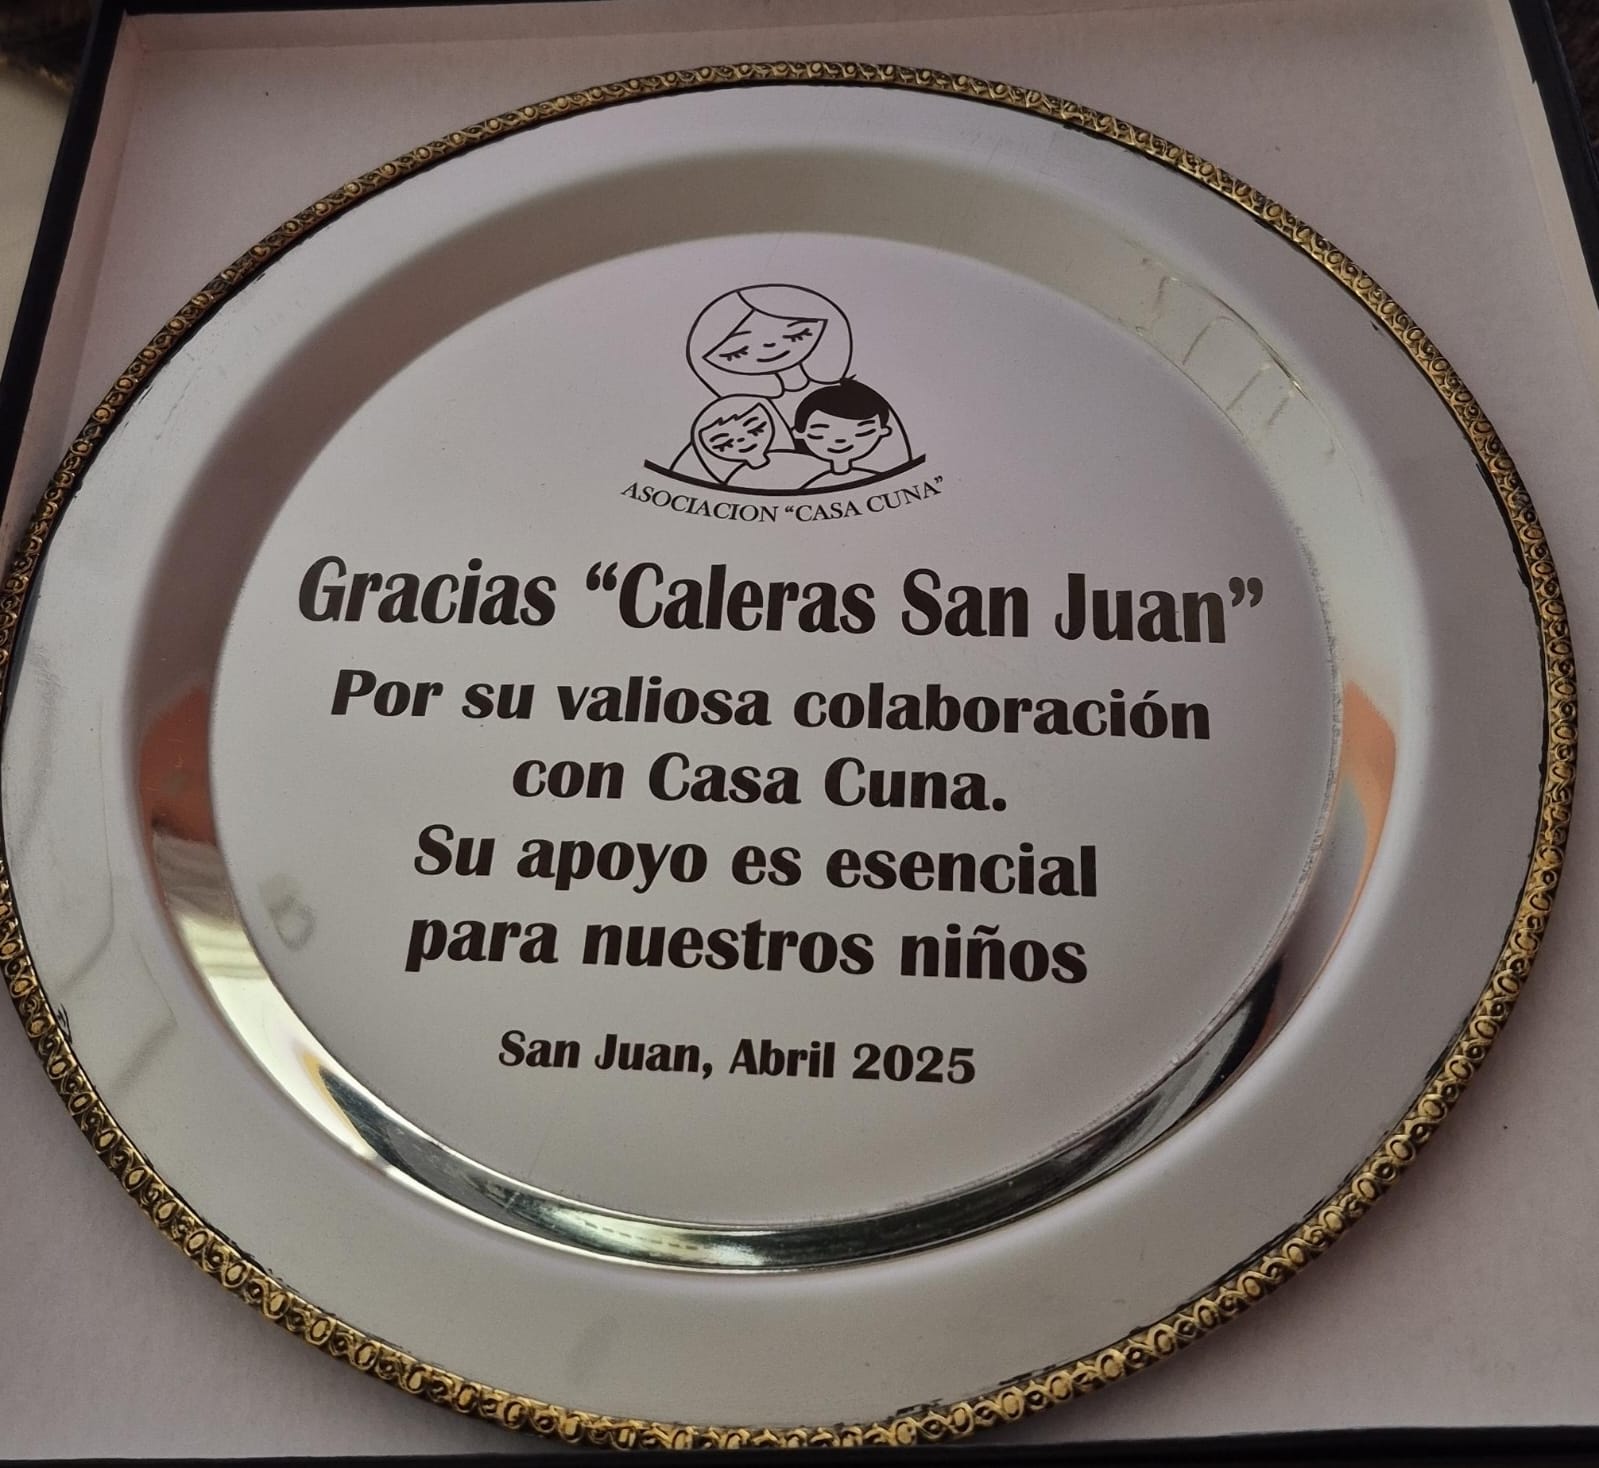 ASOCIACION “CASA CUNA”
Gracias “Caleras San Juan”
Por su valiosa colaboración
con Casa Cuna.
Su apoyo es esencial
para nuestros niños
San Juan, Abril 2025